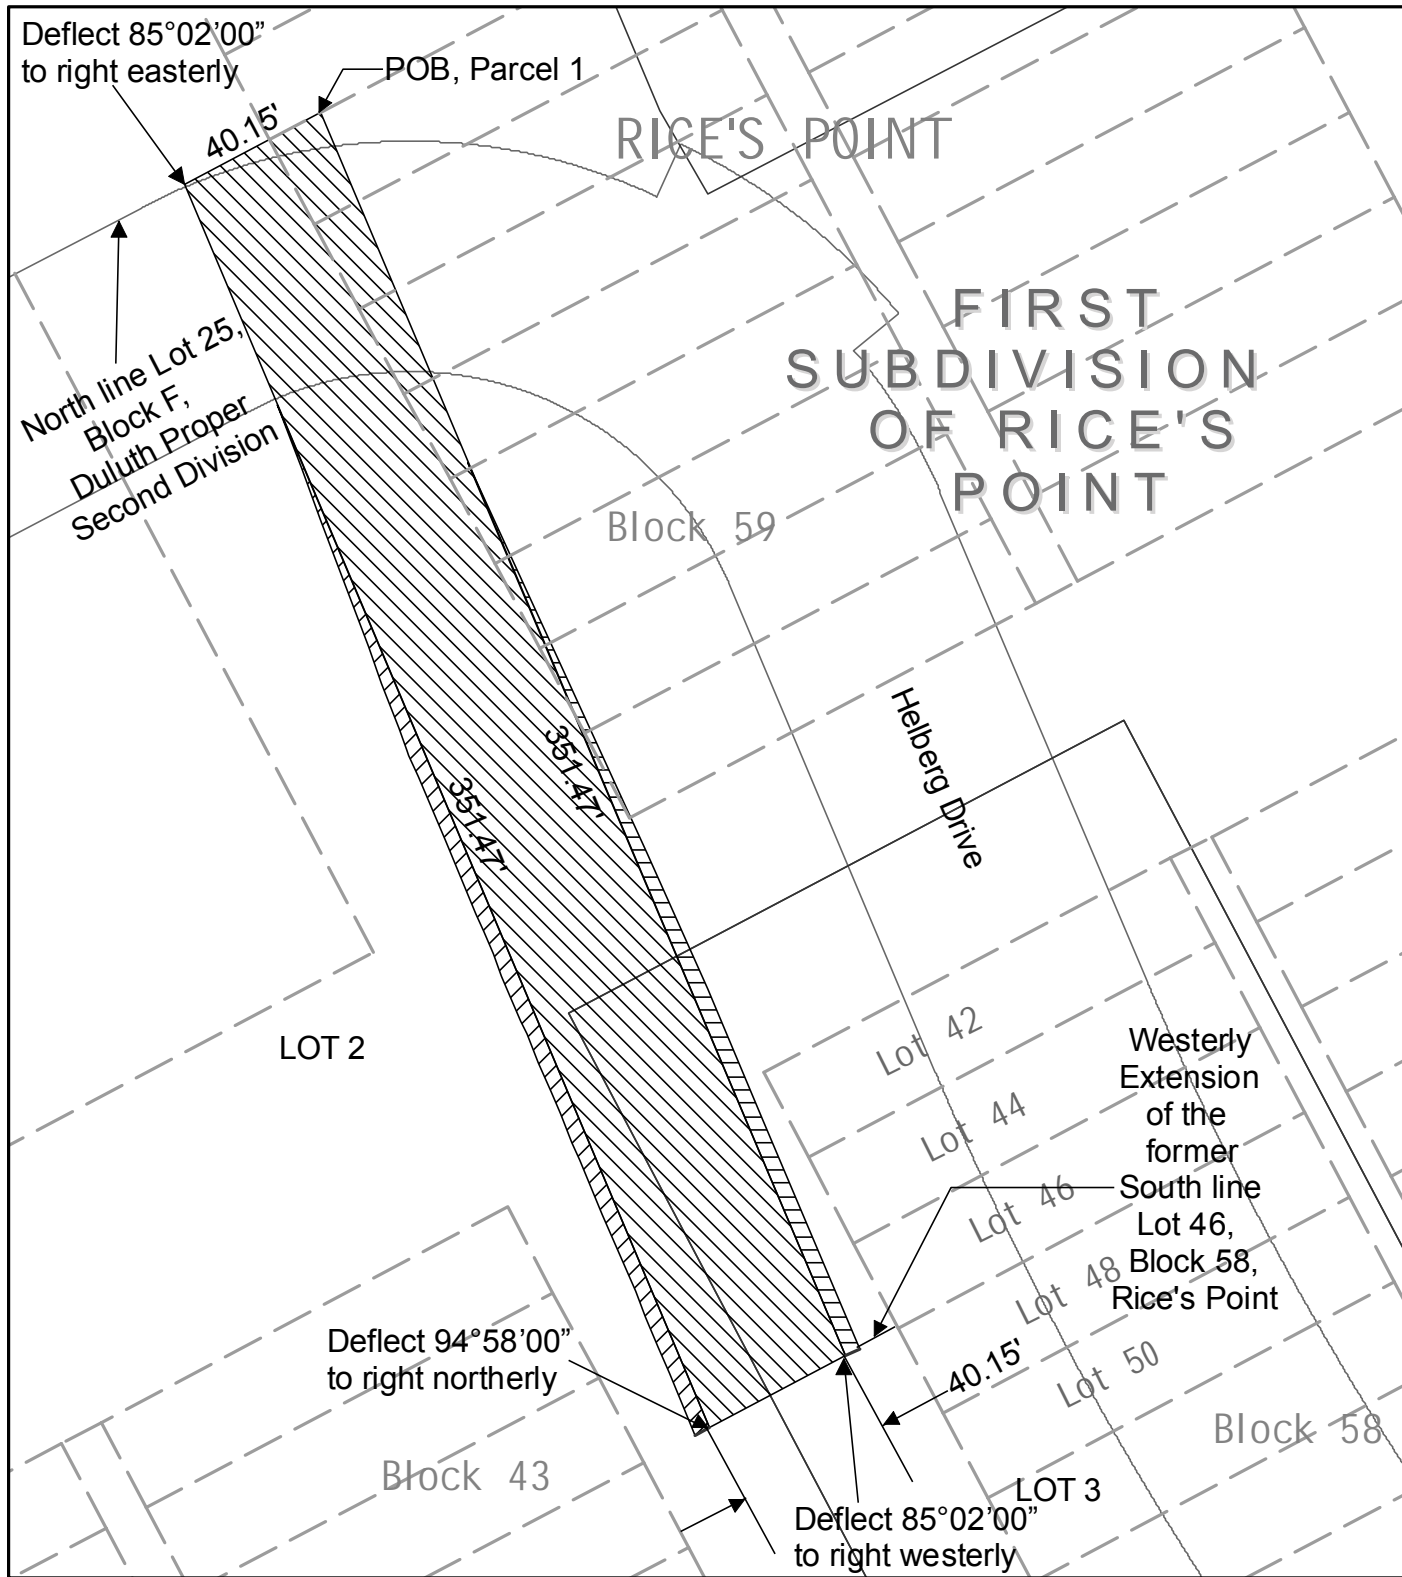 Deflect 85°02’00”
to right easterly
POB, Parcel 1
40.15'
RICE'S POINT
FIRST
SUBDIVISION
OF RICE'S
POINT
North line Lot 25,
Block F,
Duluth Proper
Second Division
Block 59
Helberg Drive
351.47'
351.47'
LOT 2
Lot 42
Lot 44
Lot 46
Lot 48
Lot 50
Westerly
Extension
of the
former
South line
Lot 46,
Block 58,
Rice's Point
Deflect 94°58’00”
to right northerly
40.15'
Block 58
Block 43
LOT 3
Deflect 85°02’00”
to right westerly